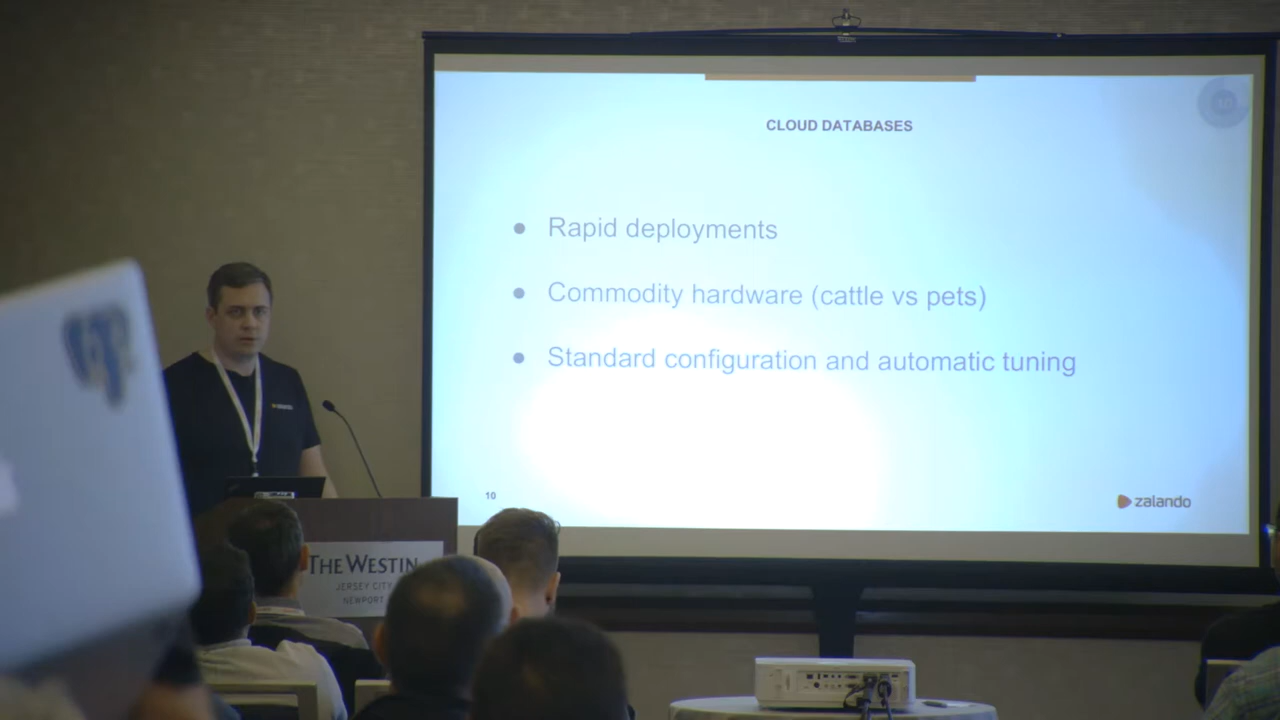 CLOUD DATABASES
● Rapid deployments
● Commodity hardware (cattle vs pets)
● Standard configuration and automatic tuning
10
zalando
zalando
THE WESTIN
JERSEY CITY
NEWPORT